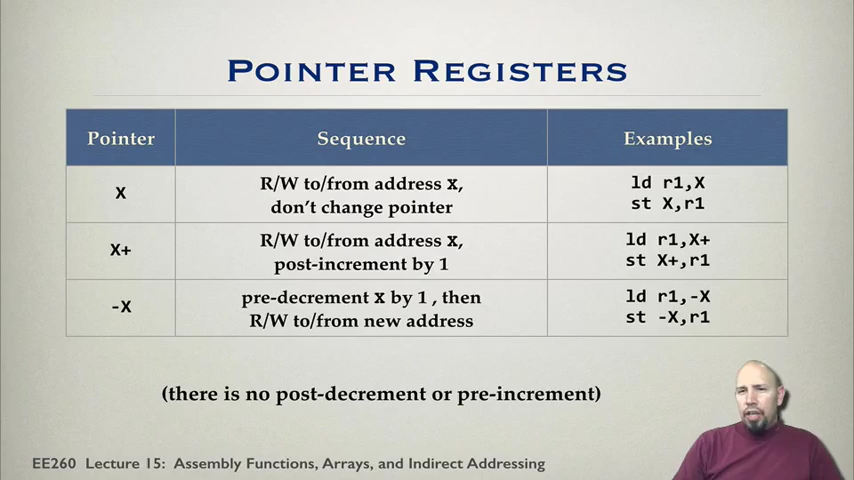 Pointer Registers
Pointer Sequence Examples
X
R/W to/from address X,
don't change pointer
ld r1,X
st X,r1
X+
R/W to/from address X,
post-increment by 1
ld r1,X+
st X+,r1
-X
pre-decrement X by 1 , then
R/W to/from new address
ld r1,-X
st -X,r1
(there is no post-decrement or pre-increment)
EE260 Lecture 15: Assembly Functions, Arrays, and Indirect Addressing